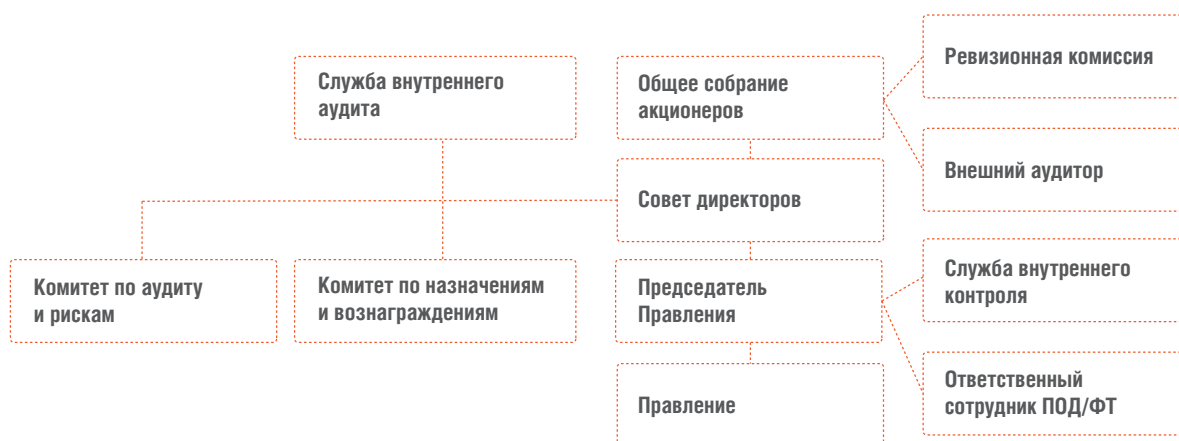 Ревизионная комиссия
Служба внутреннего
аудита
Общее собрание
акционеров
Внешний аудитор
Совет директоров
Комитет по аудиту
и рискам
Комитет по назначениям
и вознаграждениям
Председатель
Правления
Служба внутреннего
контроля
Правление
Ответственный
сотрудник ПОД/ФТ